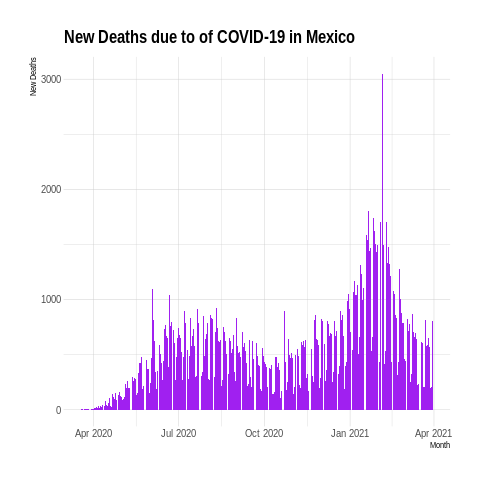 New Deaths due to of COVID-19 in Mexico
New Deaths
3000
2000
1000
0
Apr 2020 Jul 2020 Oct 2020 Jan 2021 Apr 2021
Month